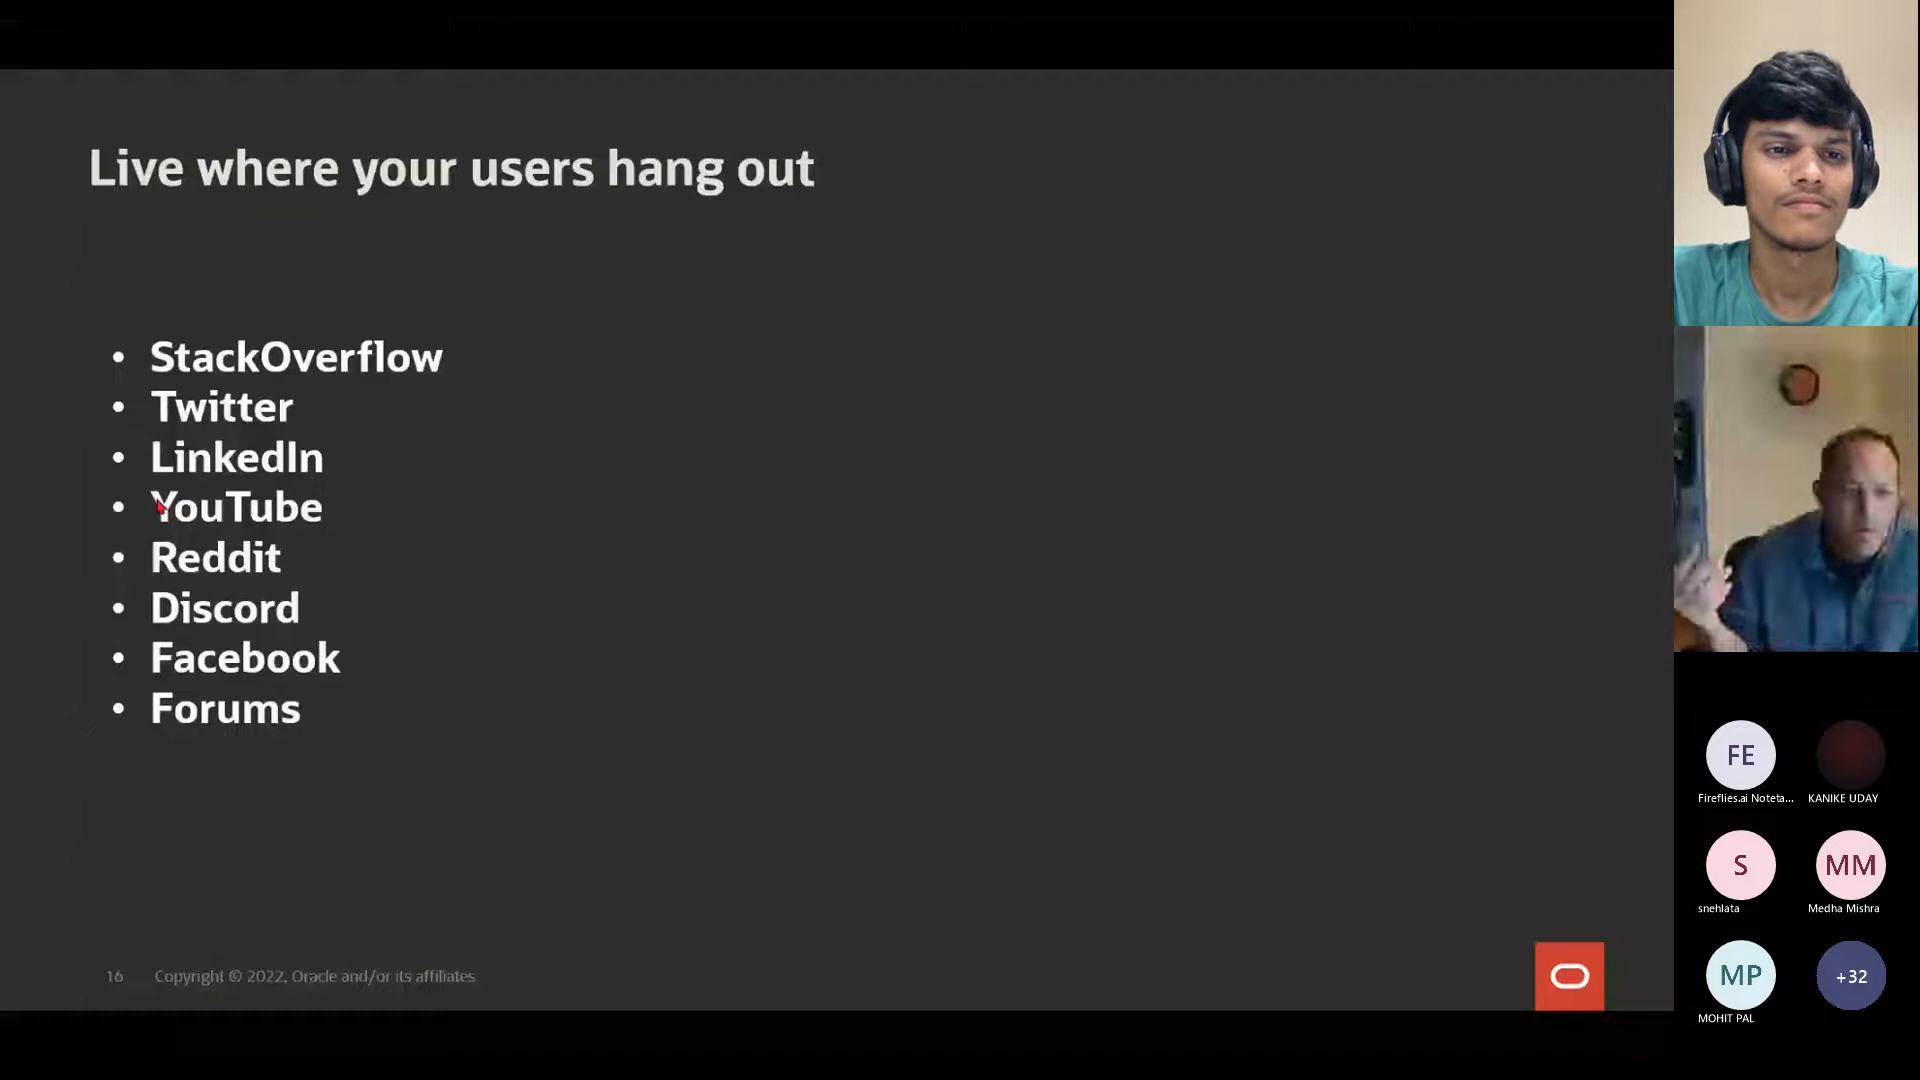 Live where your users hang out
• StackOverflow
• Twitter
• LinkedIn
• YouTube
• Reddit
• Discord
• Facebook
• Forums
16 Copyright © 2022, Oracle and/or its affiliates
FE
Fireflies.ai Noteta... KANIKE UDAY
S MM
snehlata Medha Mishra
MP +32
MOHIT PAL